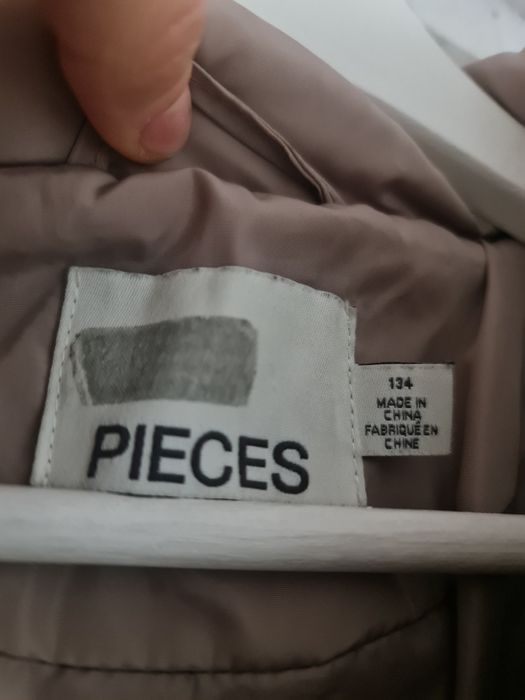 PIECES
134
MADE IN
CHINA
FABRIQUÉ EN
CHINE